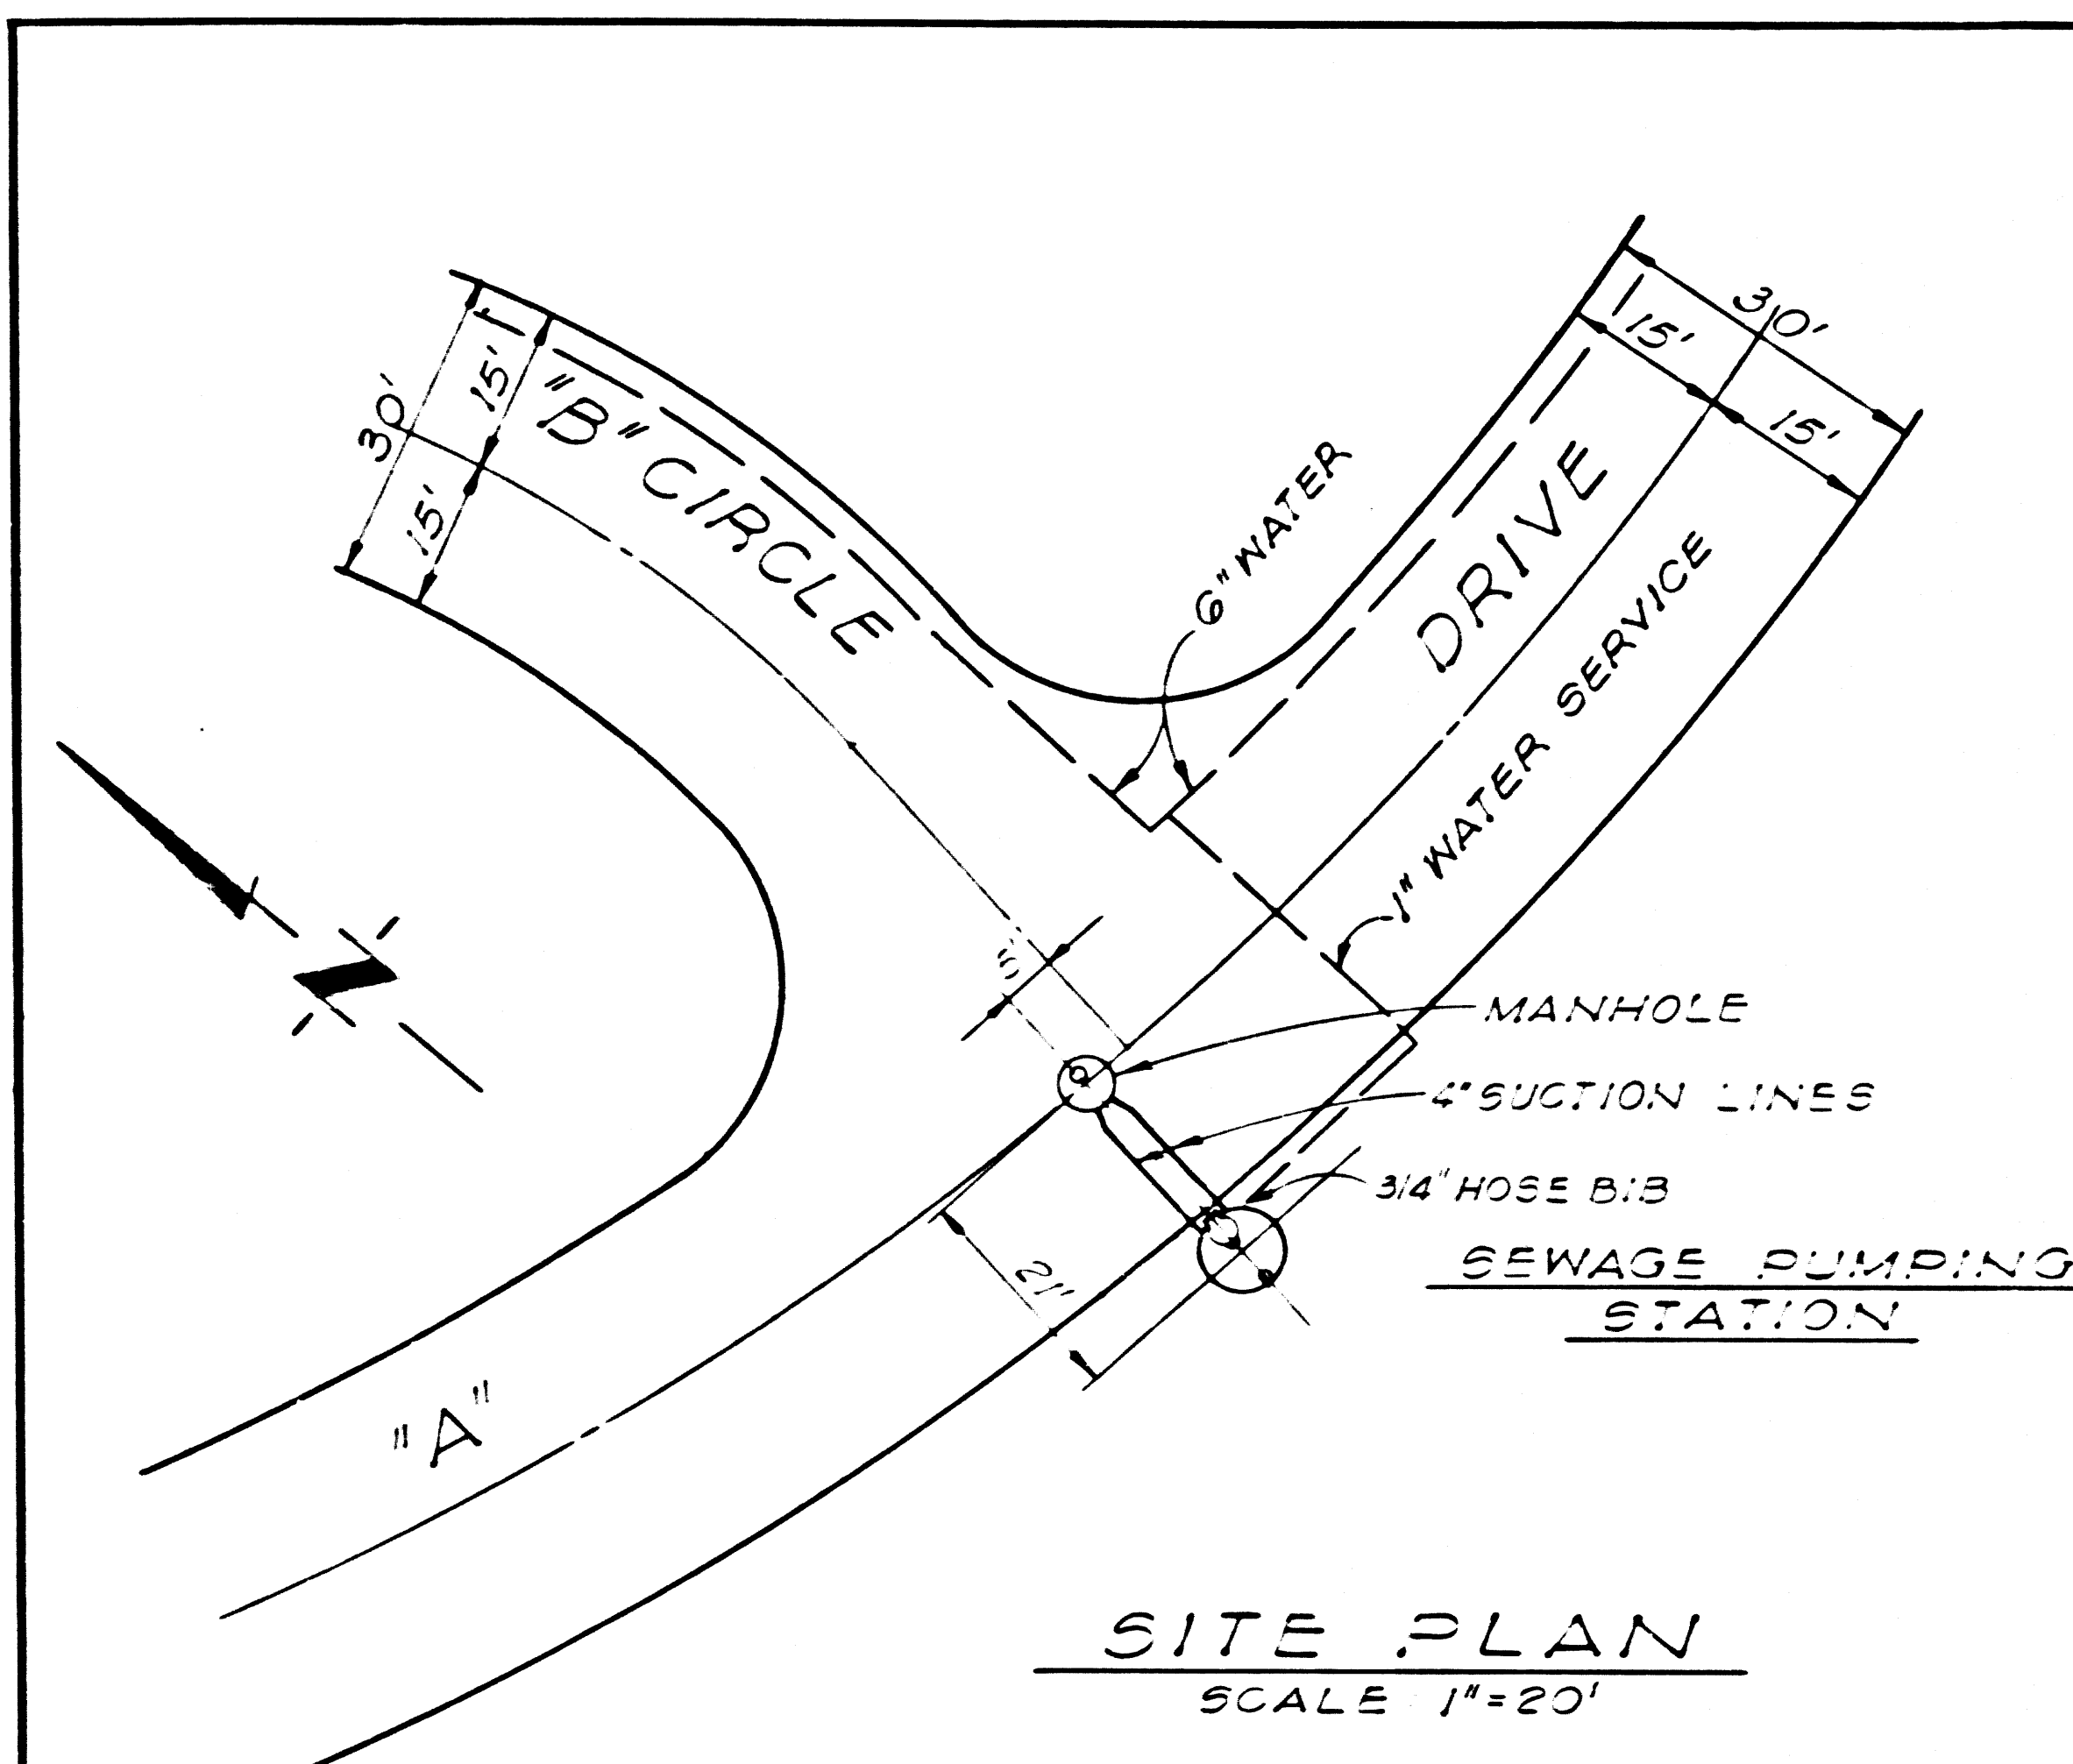 30'
15'
15'
"B" CIRCLE
30'
15'
15'
6" WATER
DRIVE
1" WATER SERVICE
N
5'
MANHOLE
4" SUCTION LINES
3/4" HOSE BIB
SEWAGE PUMPING
STATION
21'
"A"
SITE PLAN
SCALE 1"=20'